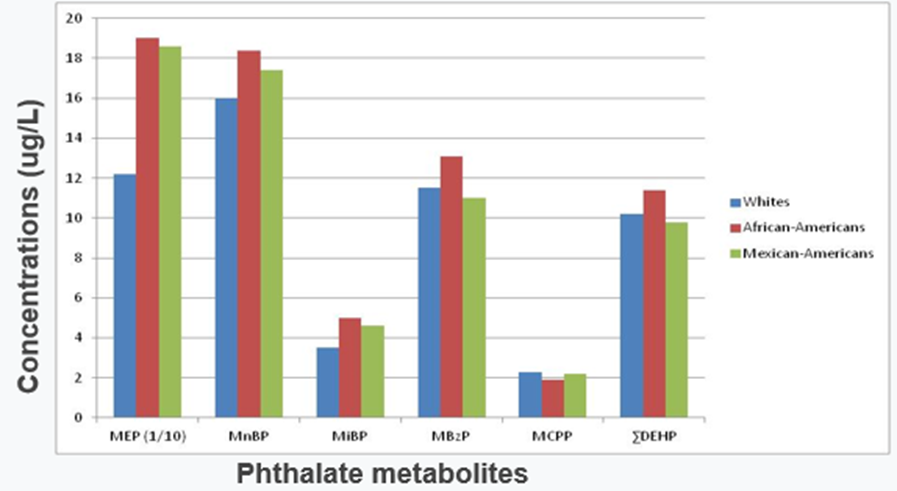 Concentrations (ug/L)
20
18
16
14
12
10
8
6
4
2
0
MEP (1/10) MnBP MiBP MBzP MCPP ∑DEHP
Phthalate metabolites
Whites
African-Americans
Mexican-Americans